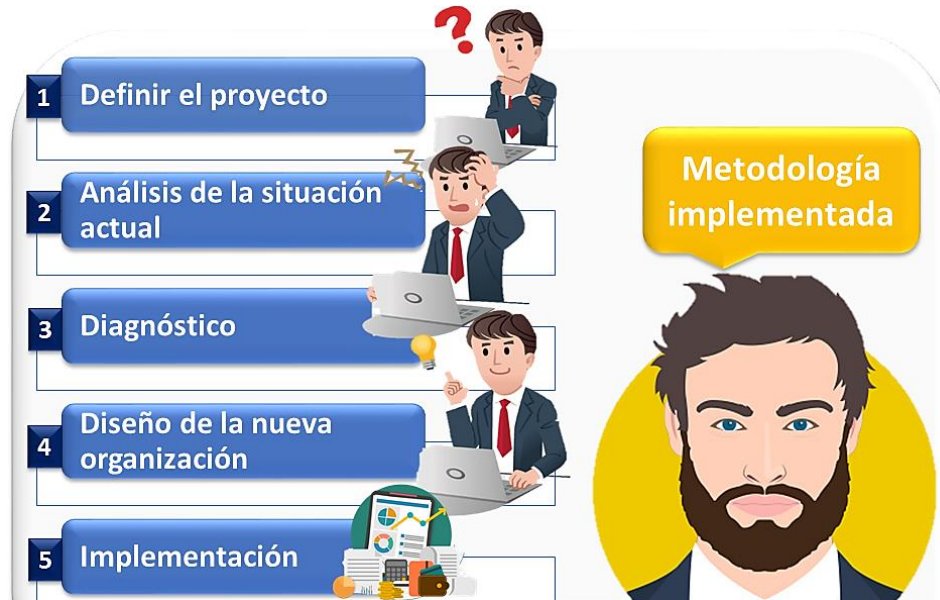 1 Definir el proyecto
2 Análisis de la situación
actual
3 Diagnóstico
4 Diseño de la nueva
organización
5 Implementación
Metodología
implementada